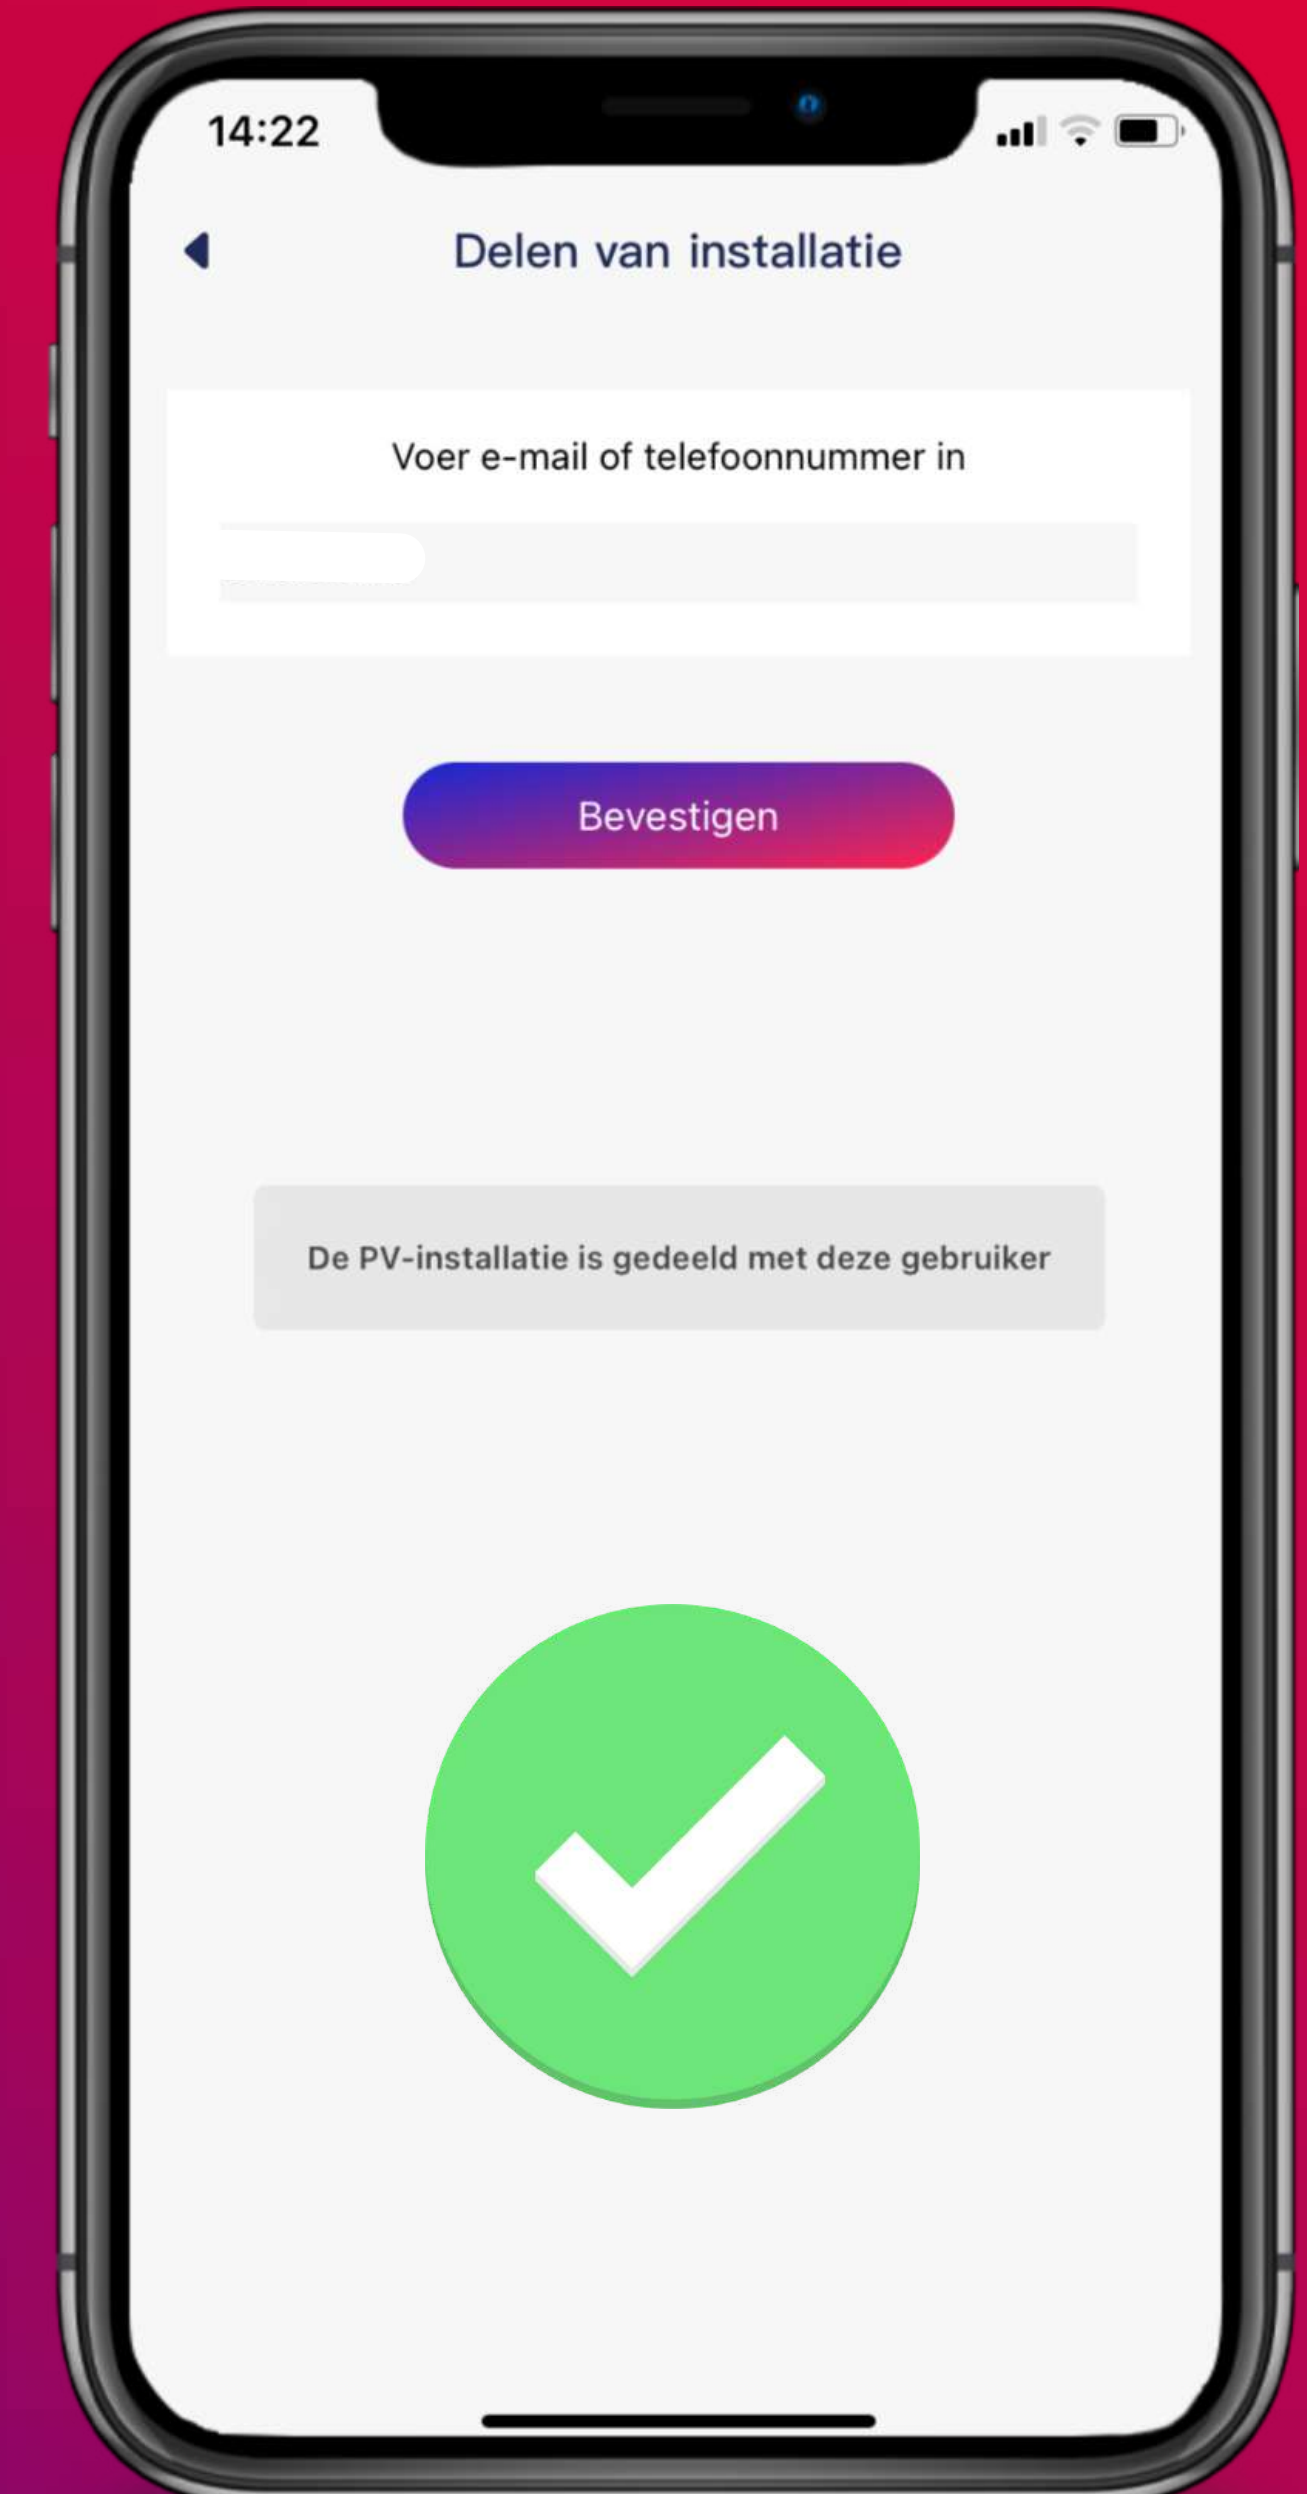 14:22
Delen van installatie
Voer e-mail of telefoonnummer in
Bevestigen
De PV-installatie is gedeeld met deze gebruiker